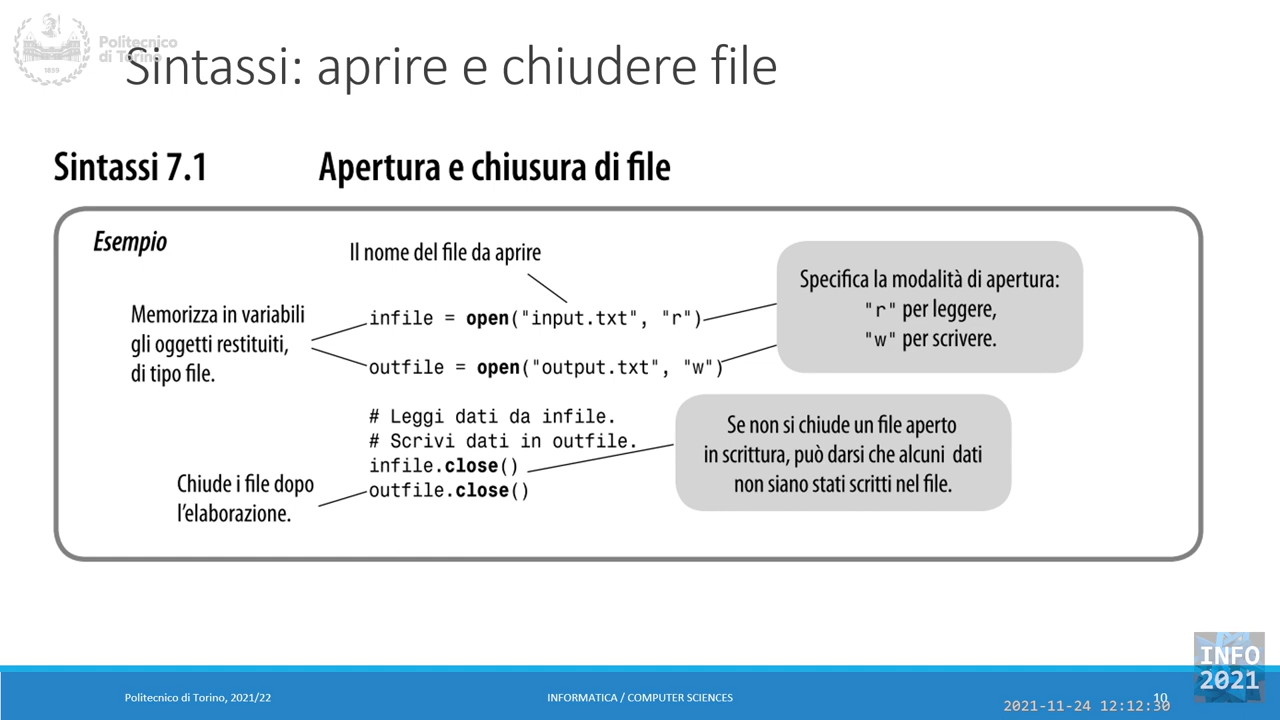 Politecnico
di Torino
1859
Sintassi: aprire e chiudere file
Sintassi 7.1 Apertura e chiusura di file
Esempio
Il nome del file da aprire
Memorizza in variabili
gli oggetti restituiti,
di tipo file.
infile = open("input.txt", "r")
outfile = open("output.txt", "w")
Specifica la modalità di apertura:
"r" per leggere,
"w" per scrivere.
# Leggi dati da infile.
# Scrivi dati in outfile.
infile.close()
outfile.close()
Se non si chiude un file aperto
in scrittura, può darsi che alcuni dati
non siano stati scritti nel file.
Chiude i file dopo
l'elaborazione.
INFO
2021
Politecnico di Torino, 2021/22 INFORMATICA / COMPUTER SCIENCES 10
2021-11-24 12:12:30